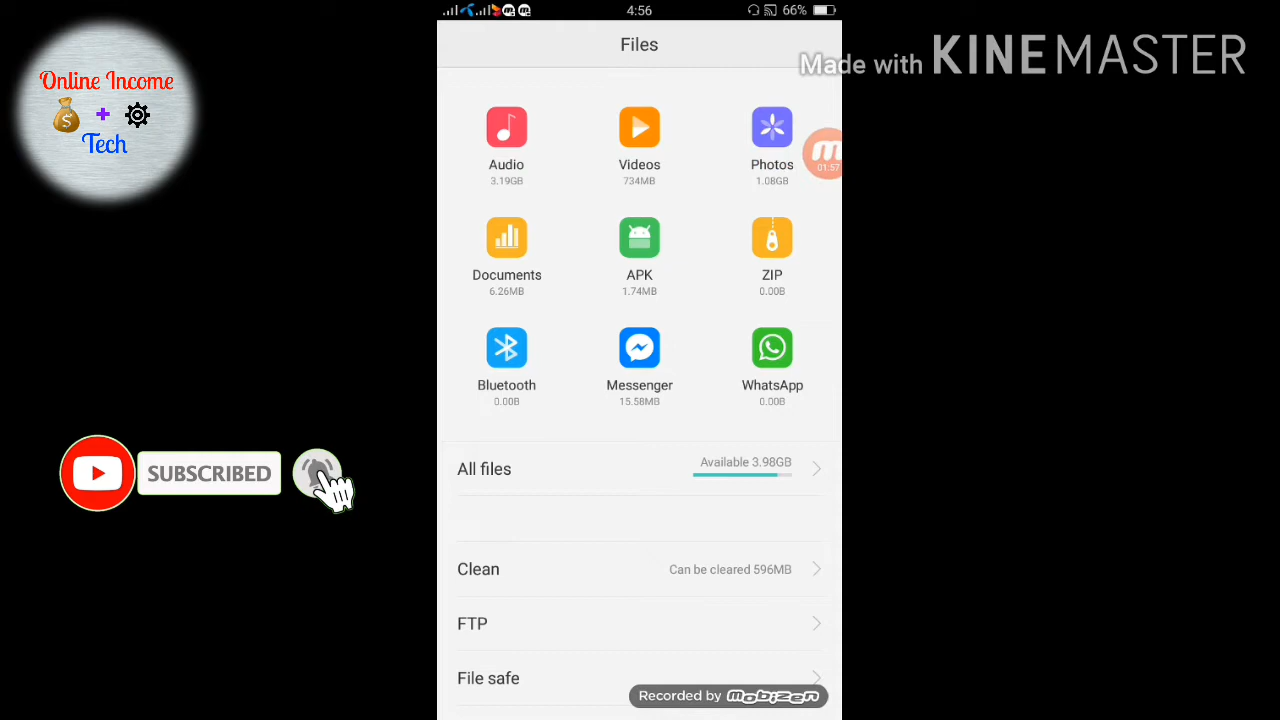 Online Income
$
Tech
4:56
66%
Files
Made with KINEMASTER
Audio
3.19GB
Videos
734MB
Photos
1.08GB
01:57
Documents
6.26MB
APK
1.74MB
ZIP
0.00B
Bluetooth
0.00B
Messenger
15.58MB
WhatsApp
0.00B
SUBSCRIBED
All files
Available 3.98GB
Clean
Can be cleared 596MB
FTP
File safe
Recorded by mobizen